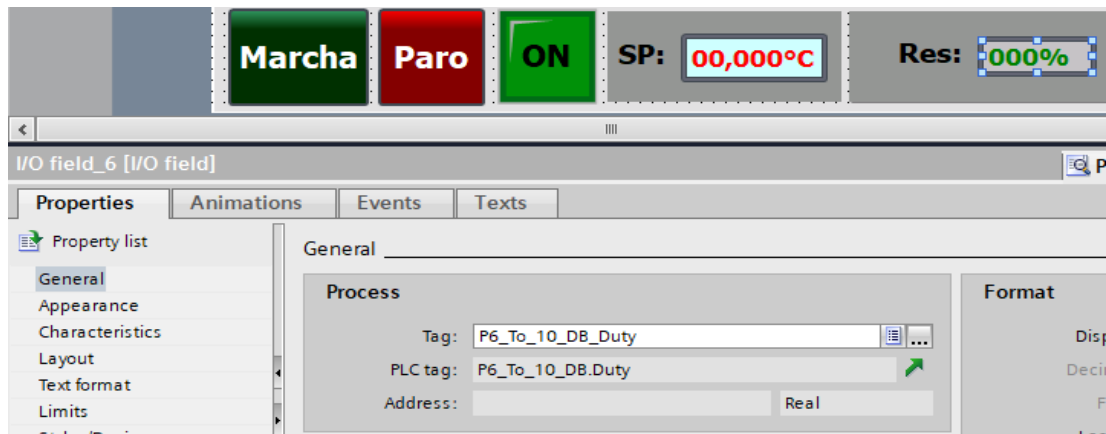 Marcha Paro ON SP: 00,000°C Res: 000%
I/O field_6 [I/O field]
Properties Animations Events Texts
Property list
General
Appearance
Characteristics
Layout
Text format
Limits
General
Process
Tag: P6_To_10_DB_Duty ...
PLC tag: P6_To_10_DB.Duty
Address: Real
Format